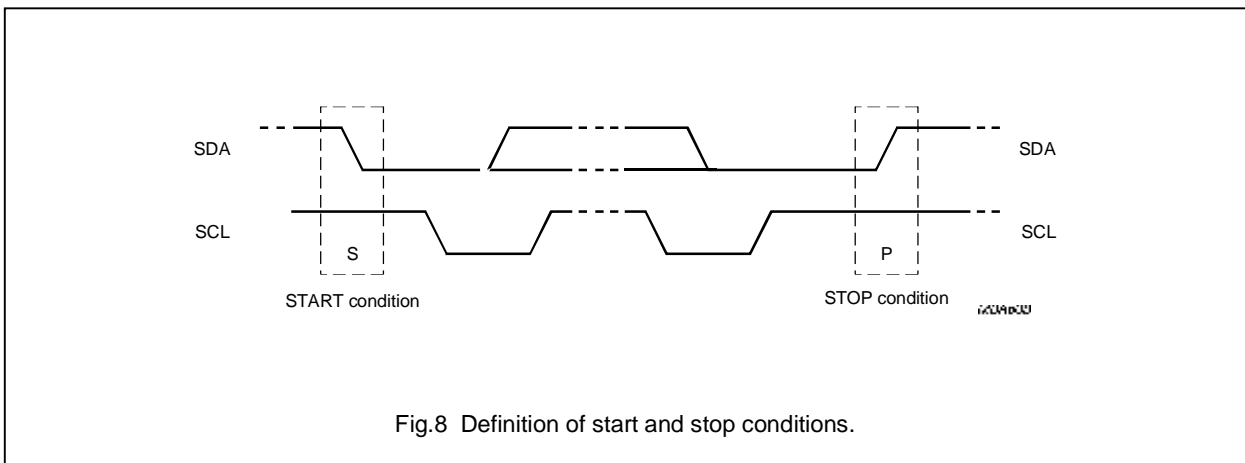 SDA
SDA
SCL
SCL
S
P
START condition
STOP condition
Fig.8 Definition of start and stop conditions.